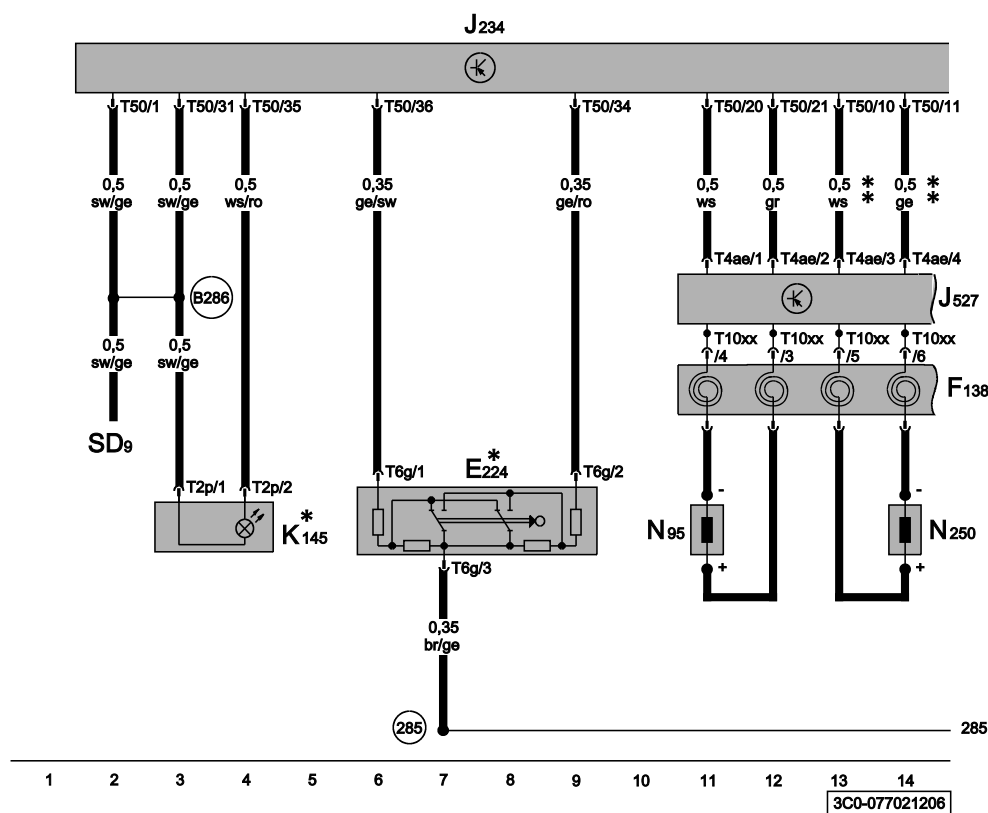 J234
T50/1 T50/31 T50/35 T50/36 T50/34 T50/20 T50/21 T50/10 T50/11
0,5 0,5 0,5 0,35 0,35 0,5 0,5 0,5 * 0,5 *
sw/ge sw/ge ws/ro ge/sw ge/ro ws gr ws * ge *
T4ae/1 T4ae/2 T4ae/3 T4ae/4
B286
J527
T10xx T10xx T10xx T10xx
0,5 0,5
/4 /3 /5 /6
sw/ge sw/ge
F138
SD9
T6g/1 E224* T6g/2
T2p/1 T2p/2
- -
K145* N95 N250
T6g/3 + +
0,35
br/ge
285 285
1 2 3 4 5 6 7 8 9 10 11 12 13 14
3C0-077021206